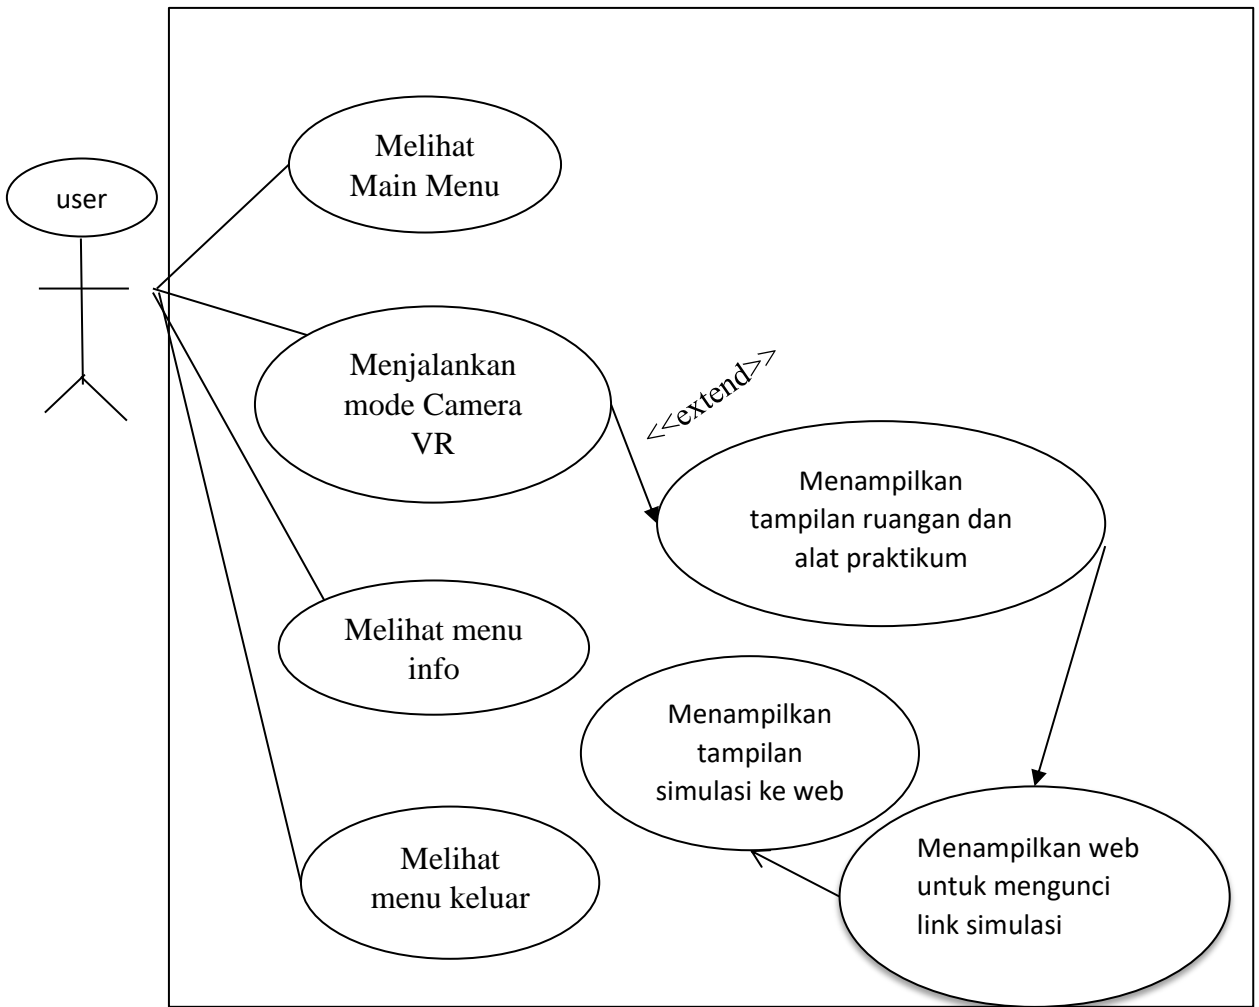 user
Melihat
Main Menu
Menjalankan
mode Camera
VR
<<extend>>
Menampilkan
tampilan ruangan dan
alat praktikum
Melihat menu
info
Menampilkan
tampilan
simulasi ke web
Melihat
menu keluar
Menampilkan web
untuk mengunci
link simulasi